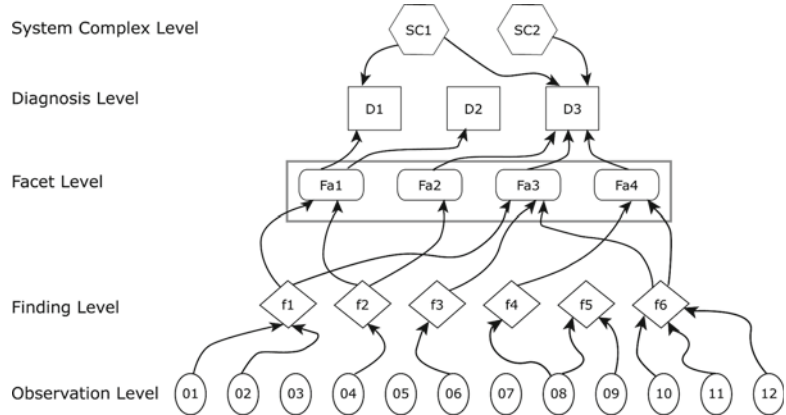 System Complex Level SC1 SC2
Diagnosis Level D1 D2 D3
Facet Level Fa1 Fa2 Fa3 Fa4
Finding Level f1 f2 f3 f4 f5 f6
Observation Level 01 02 03 04 05 06 07 08 09 10 11 12